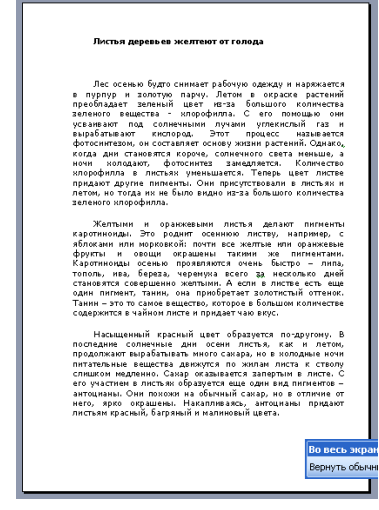 Листья деревьев желтеют от голода
Лес осенью будто снимает рабочую одежду и наряжается
в пурпур и золотую парчу. Летом в окраске растений
преобладает зеленый цвет из-за большого количества
зеленого вещества - хлорофилла. С его помощью они
усваивают под солнечными лучами углекислый газ и
вырабатывают кислород. Этот процесс называется
фотосинтезом, он составляет основу жизни растений. Однако,
когда дни становятся короче, солнечного света меньше, а
ночи холодают, фотосинтез замедляется. Количество
хлорофилла в листьях уменьшается. Теперь цвет листве
придают другие пигменты. Они присутствовали в листьях и
летом, но тогда их не было видно из-за большого количества
зеленого хлорофилла.
Желтыми и оранжевыми листья делают пигменты
каротиноиды. Это роднит осеннюю листву, например, с
яблоками или морковкой: почти все желтые или оранжевые
фрукты и овощи окрашены такими же пигментами.
Каротиноиды осенью проявляются очень быстро – липа,
тополь, ива, береза, черемуха всего за несколько дней
становятся совершенно желтыми. А если в листве есть еще
один пигмент, танин, она приобретает золотистый оттенок.
Танин – это то самое вещество, которое в большом количестве
содержится в чайном листе и придает чаю вкус.
Насыщенный красный цвет образуется по-другому. В
последние солнечные дни осени листья, как и летом,
продолжают вырабатывать много сахара, но в холодные ночи
питательные вещества движутся по жилам листа к стволу
слишком медленно. Сахар оказывается запертым в листе. С
его участием в листьях образуется еще один вид пигментов –
антоцианы. Они похожи на обычный сахар, но в отличие от
него, ярко окрашены. Накапливаясь, антоцианы придают
листьям красный, багряный и малиновый цвета.
Во весь экран
Вернуть обычн